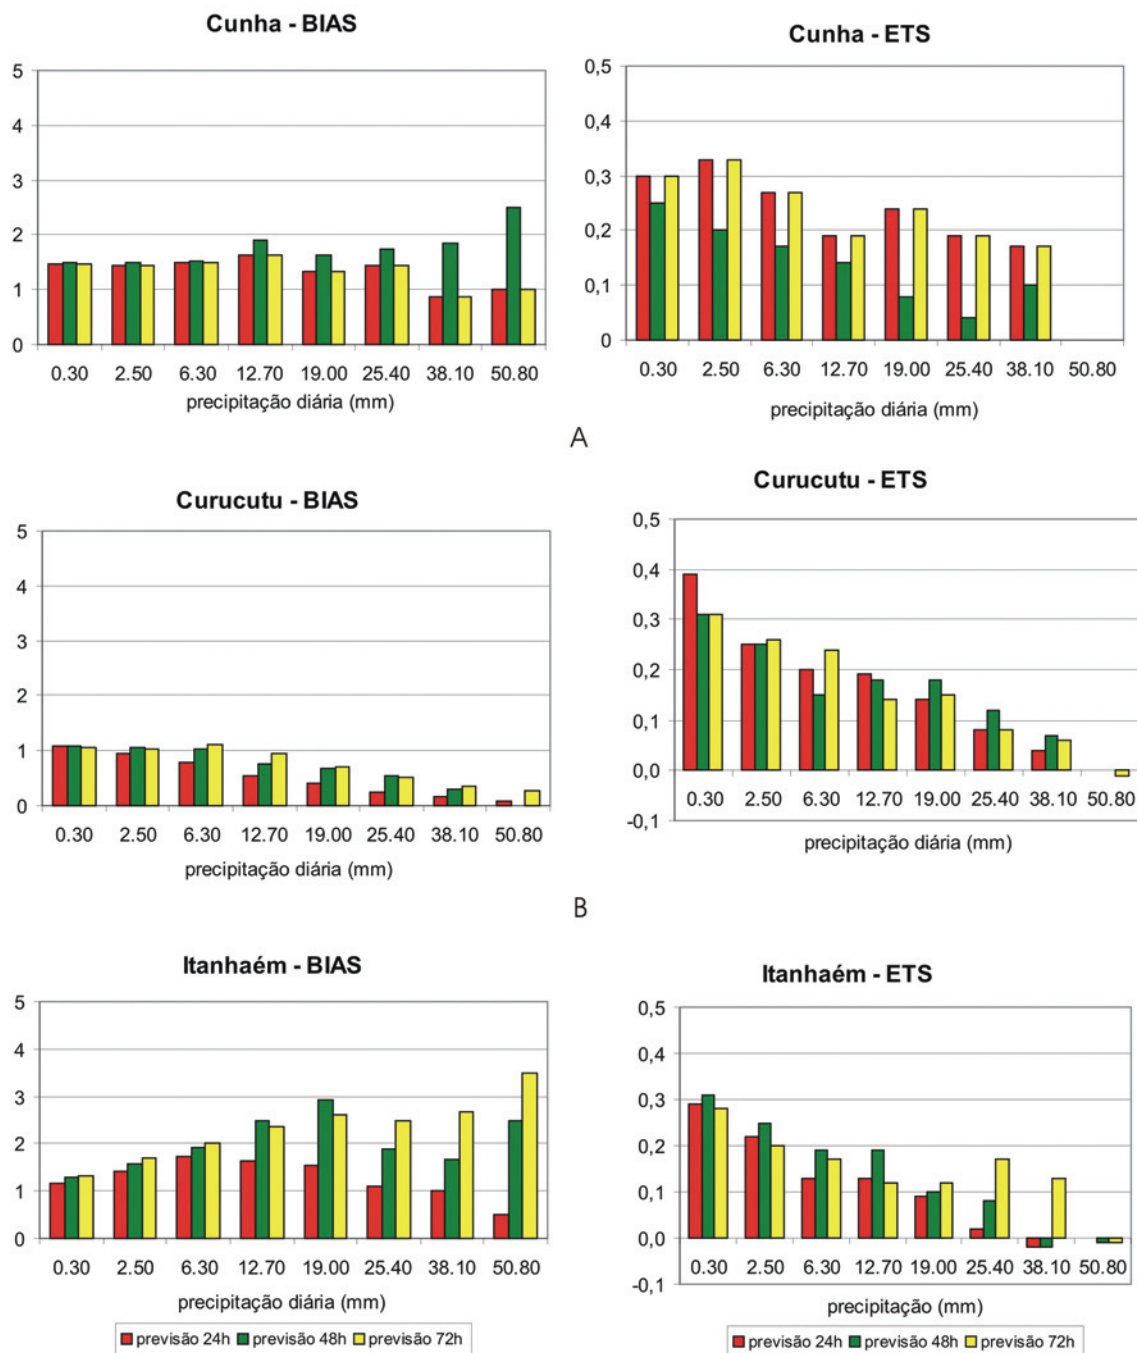 Cunha - BIAS
5
4
3
2
1
0
0.30 2.50 6.30 12.70 19.00 25.40 38.10 50.80
precipitação diária (mm)
Cunha - ETS
0,5
0,4
0,3
0,2
0,1
0
0.30 2.50 6.30 12.70 19.00 25.40 38.10 50.80
precipitação diária (mm)
A
Curucutu - BIAS
5
4
3
2
1
0
0.30 2.50 6.30 12.70 19.00 25.40 38.10 50.80
precipitação diária (mm)
Curucutu - ETS
0,5
0,4
0,3
0,2
0,1
0,0
-0,1
0.30 2.50 6.30 12.70 19.00 25.40 38.10 50.80
precipitação diária (mm)
B
Itanhaém - BIAS
5
4
3
2
1
0
0.30 2.50 6.30 12.70 19.00 25.40 38.10 50.80
precipitação diária (mm)
previsão 24h previsão 48h previsão 72h
Itanhaém - ETS
0,5
0,4
0,3
0,2
0,1
0,0
-0,1
0.30 2.50 6.30 12.70 19.00 25.40 38.10 50.80
precipitação (mm)
previsão 24h previsão 48h previsão 72h